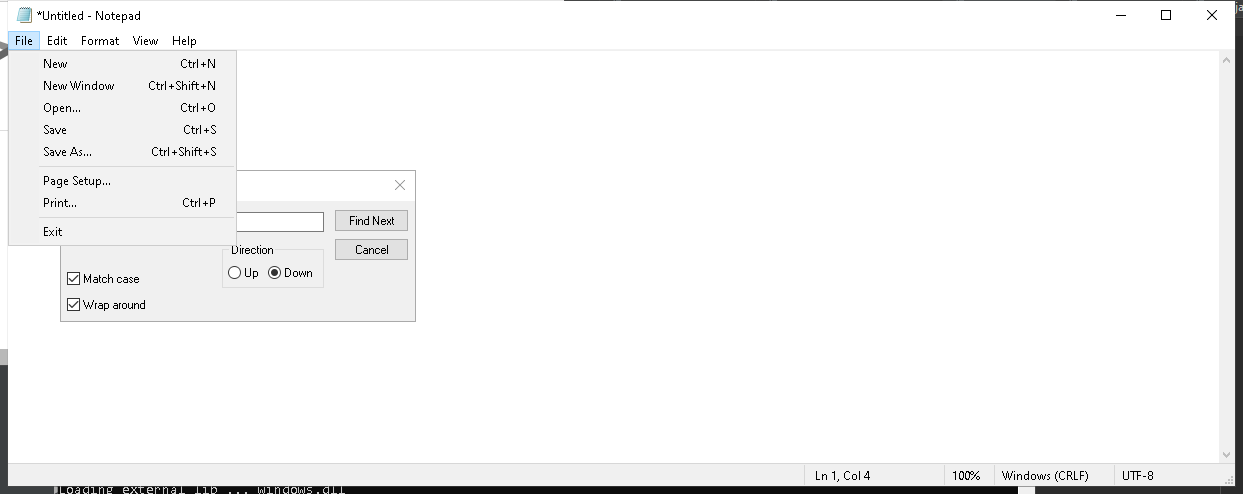 *Untitled - Notepad
File Edit Format View Help
New Ctrl+N
New Window Ctrl+Shift+N
Open... Ctrl+O
Save Ctrl+S
Save As... Ctrl+Shift+S
Page Setup...
Print... Ctrl+P
Exit
Find Next
Direction Cancel
Up Down
Match case
Wrap around
Ln 1, Col 4 100% Windows (CRLF) UTF-8
Loading external lib ... windows.dll